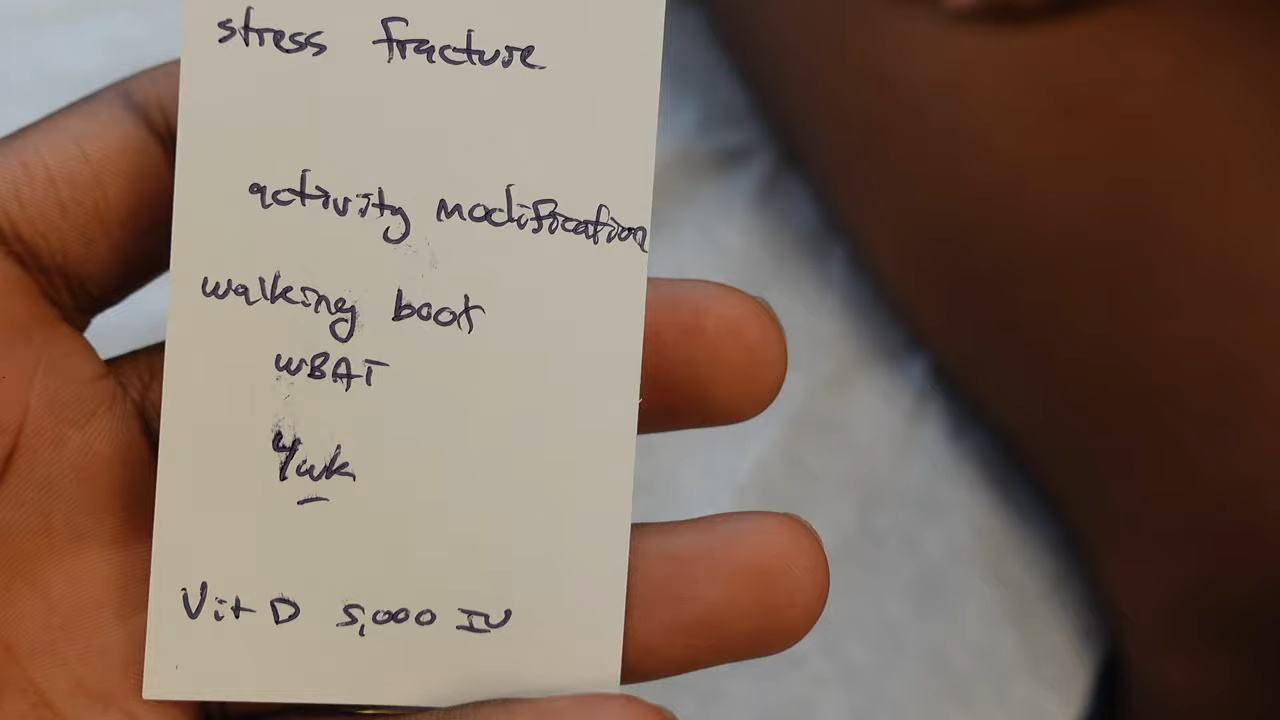 stress fracture
activity modification
walking boot
WBAT
4wk
Vit D 5,000 IU